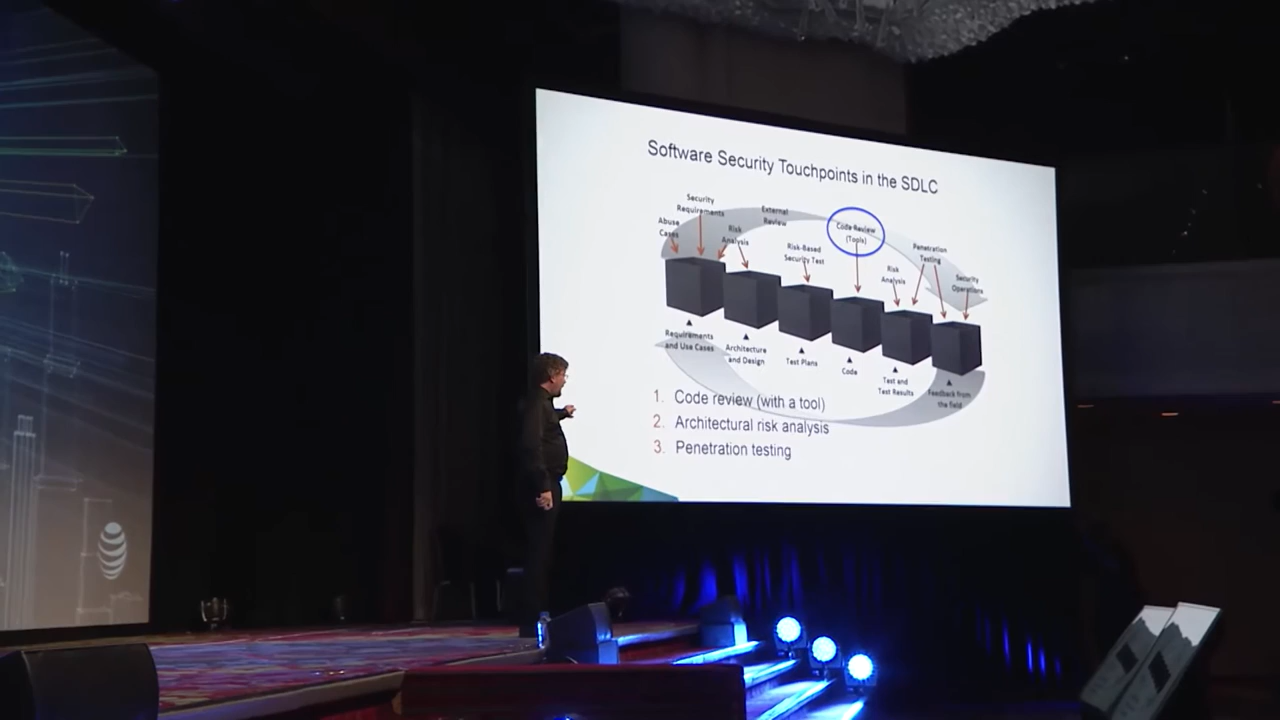 Software Security Touchpoints in the SDLC
Security
Requirements
Abuse
Cases
Risk
Analysis
External
Review
Risk-Based
Security Test
Code Review
(Tools)
Risk
Analysis
Penetration
Testing
Security
Operations
Requirements
and Use Cases
Architecture
and Design
Test Plans
Code
Test and
Test Results
Feedback from
the field
1. Code review (with a tool)
2. Architectural risk analysis
3. Penetration testing